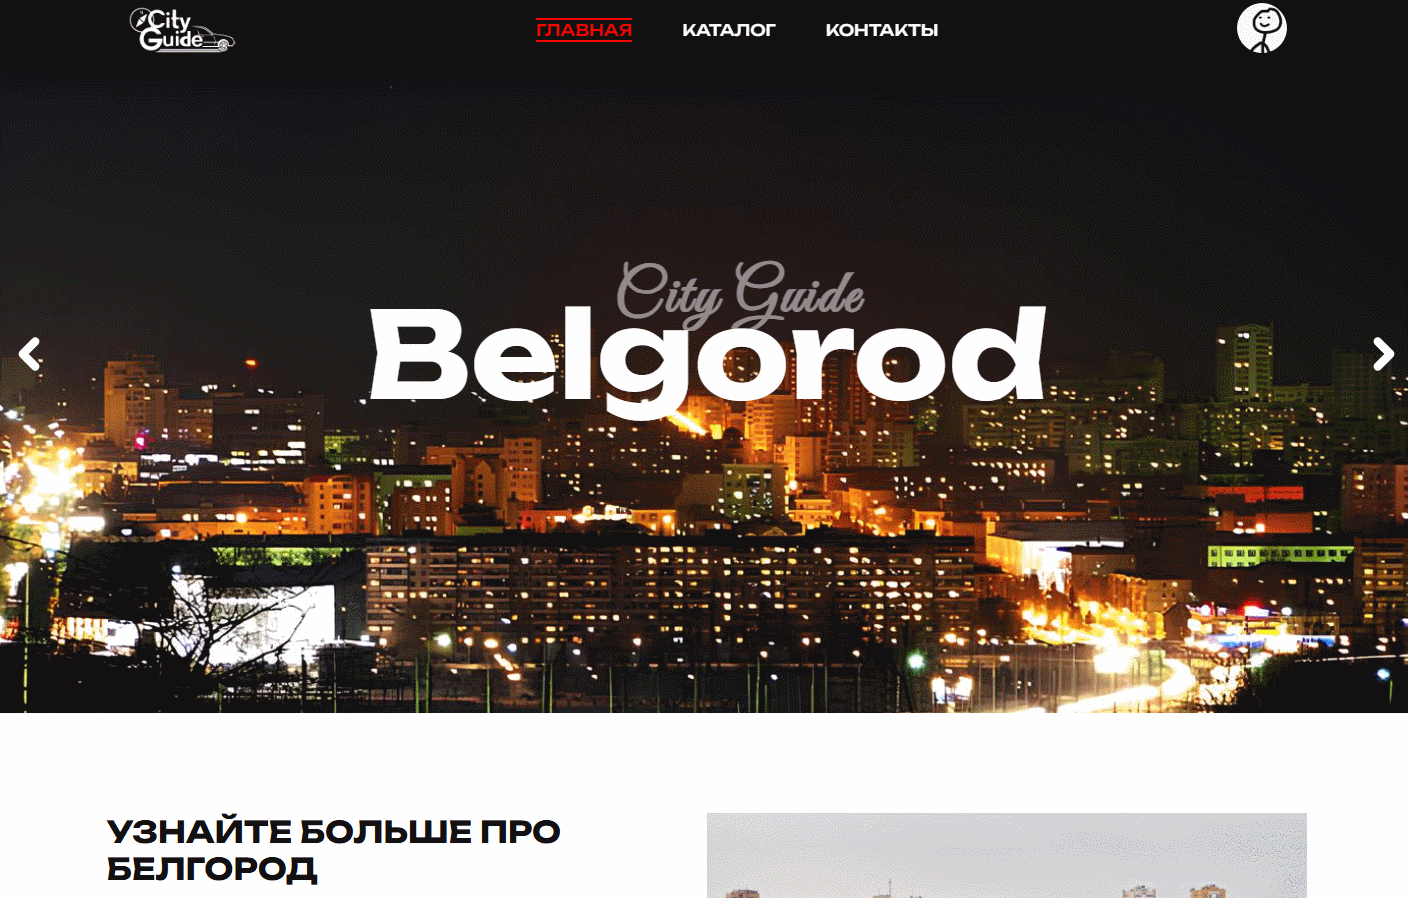 City
Guide
ГЛАВНАЯ
КАТАЛОГ
КОНТАКТЫ
City Guide
Belgorod
УЗНАЙТЕ БОЛЬШЕ ПРО
БЕЛГОРОД